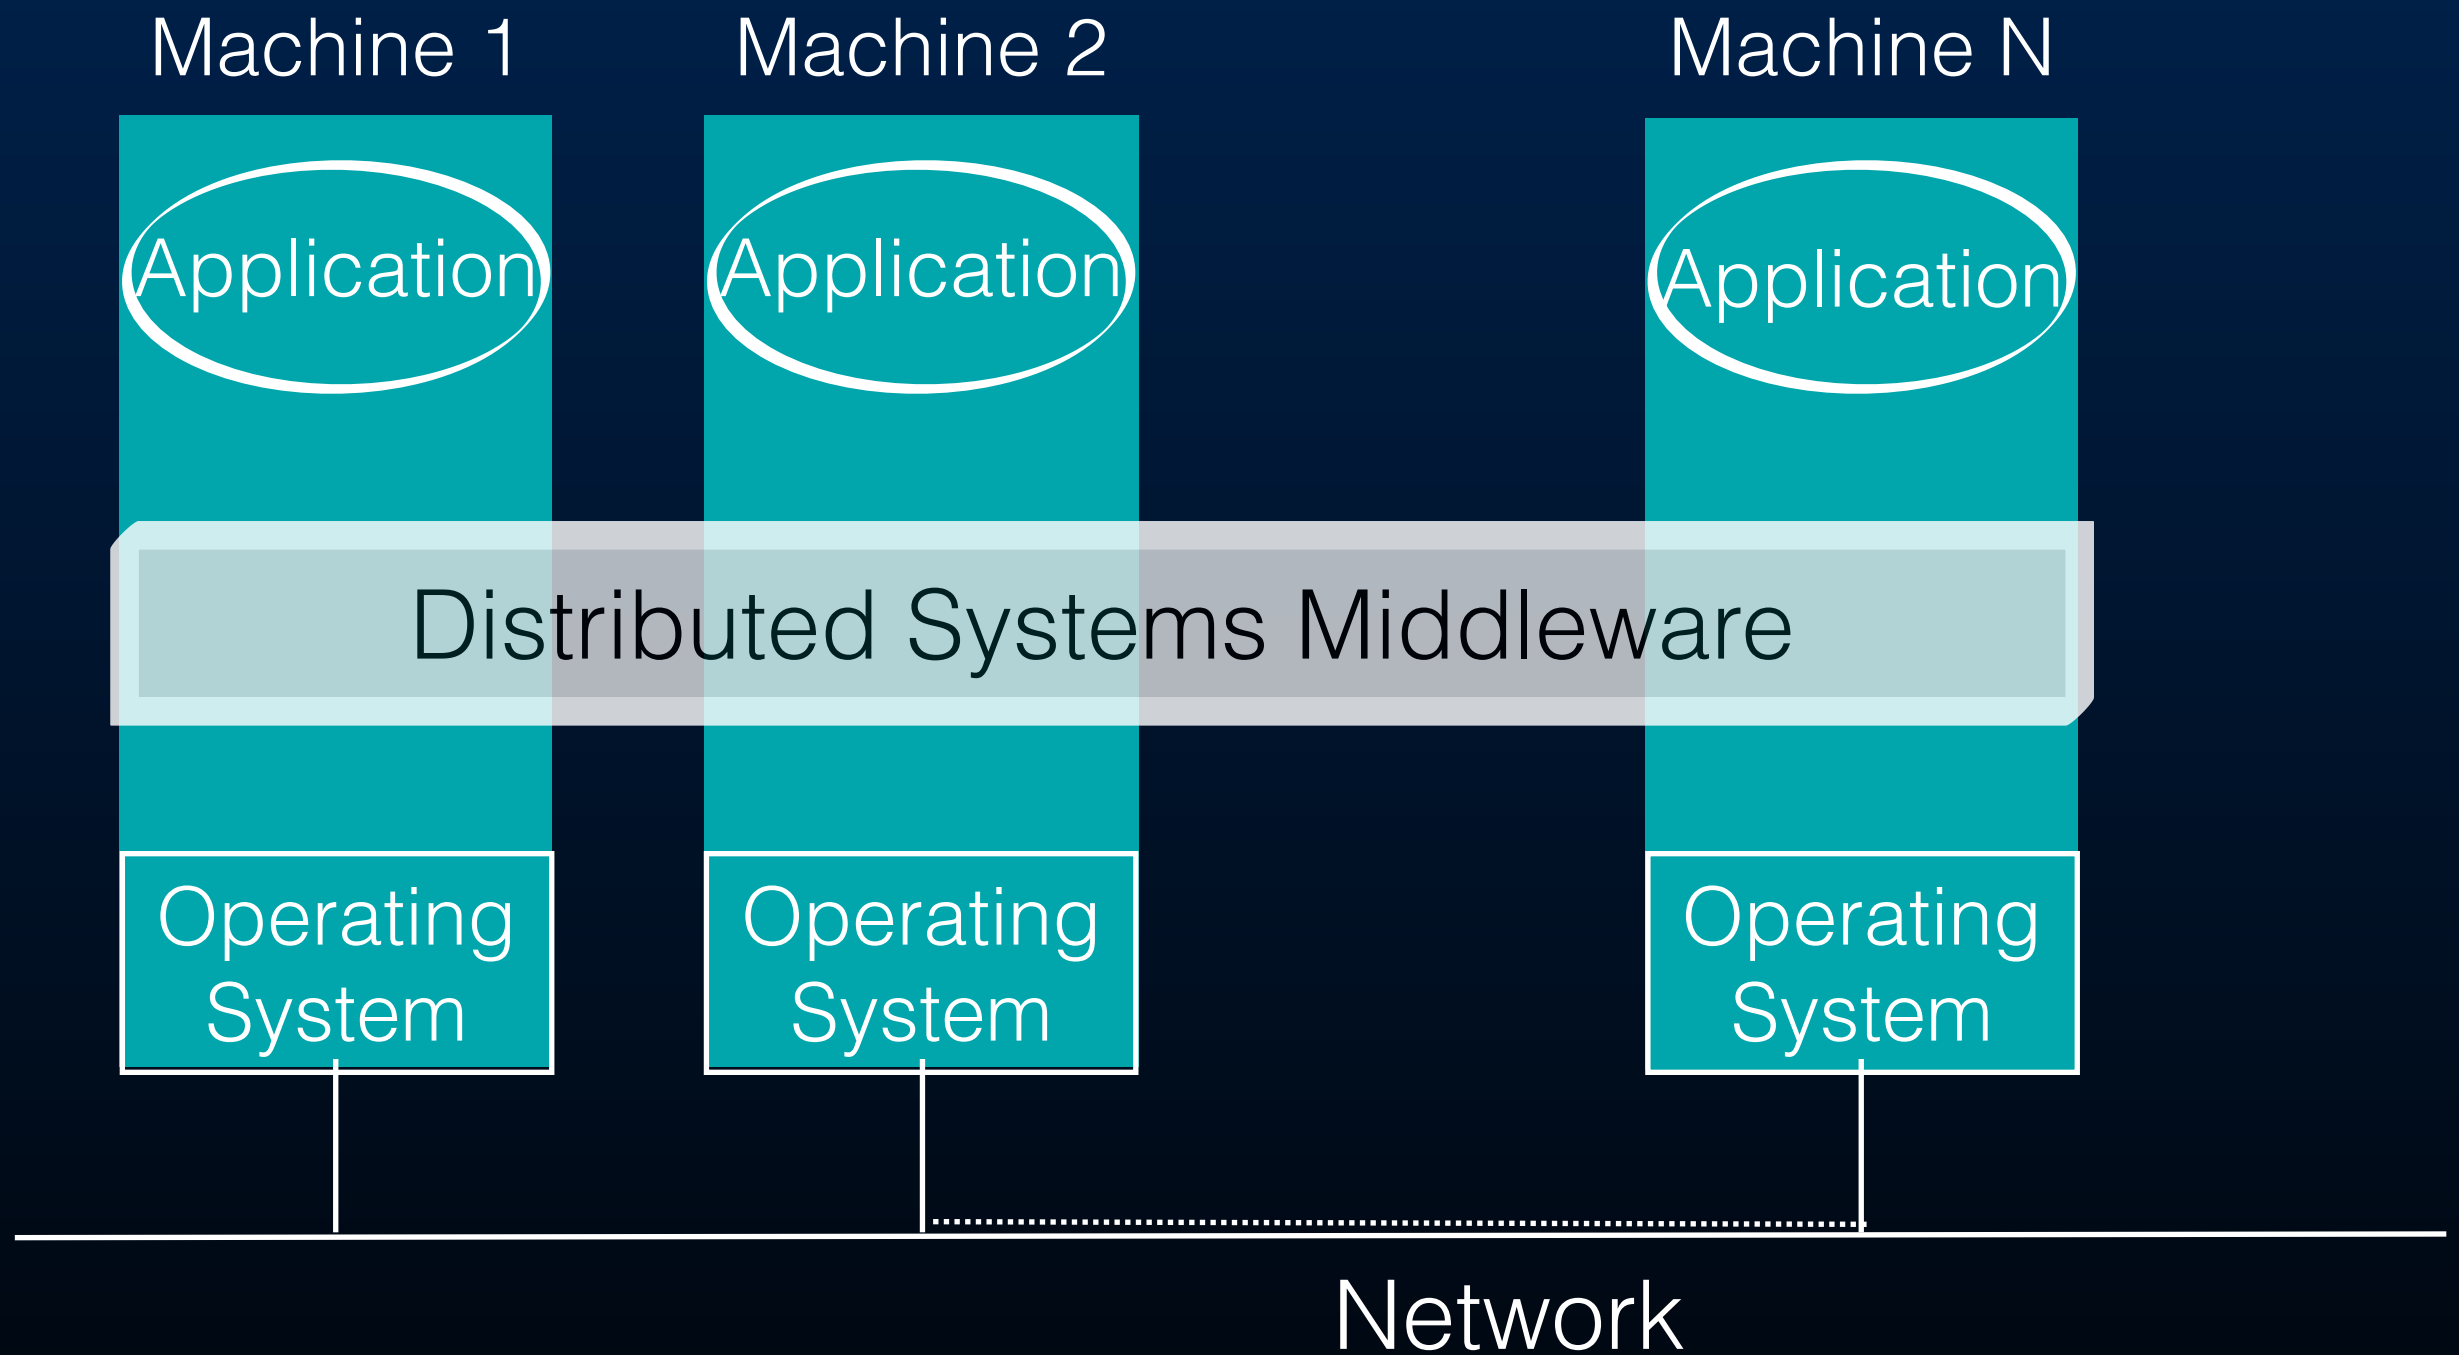 Machine 1
Machine 2
Machine N
Application
Application
Application
Distributed Systems Middleware
Operating
System
Operating
System
Operating
System
Network